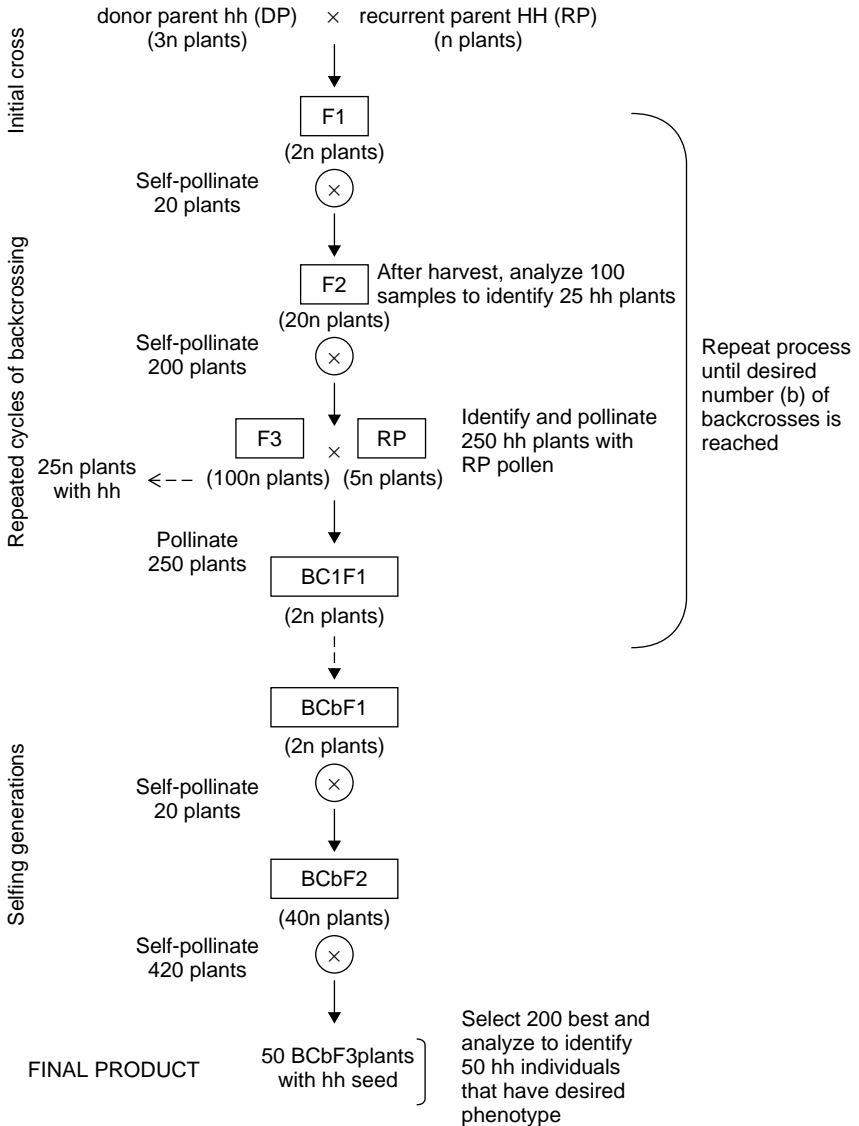 donor parent hh (DP) × recurrent parent HH (RP)
(3n plants) (n plants)
Initial cross
F1
(2n plants)
Self-pollinate
20 plants
×
Repeated cycles of backcrossing
F2
After harvest, analyze 100
samples to identify 25 hh plants
(20n plants)
Self-pollinate
200 plants
×
Repeat process
until desired
number (b) of
backcrosses is
reached
F3 × RP
Identify and pollinate
250 hh plants with
RP pollen
25n plants
with hh
(100n plants) (5n plants)
Pollinate
250 plants
BC1F1
(2n plants)
BCbF1
(2n plants)
Selfing generations
Self-pollinate
20 plants
×
BCbF2
(40n plants)
Self-pollinate
420 plants
×
FINAL PRODUCT
50 BCbF3plants
with hh seed
Select 200 best and
analyze to identify
50 hh individuals
that have desired
phenotype